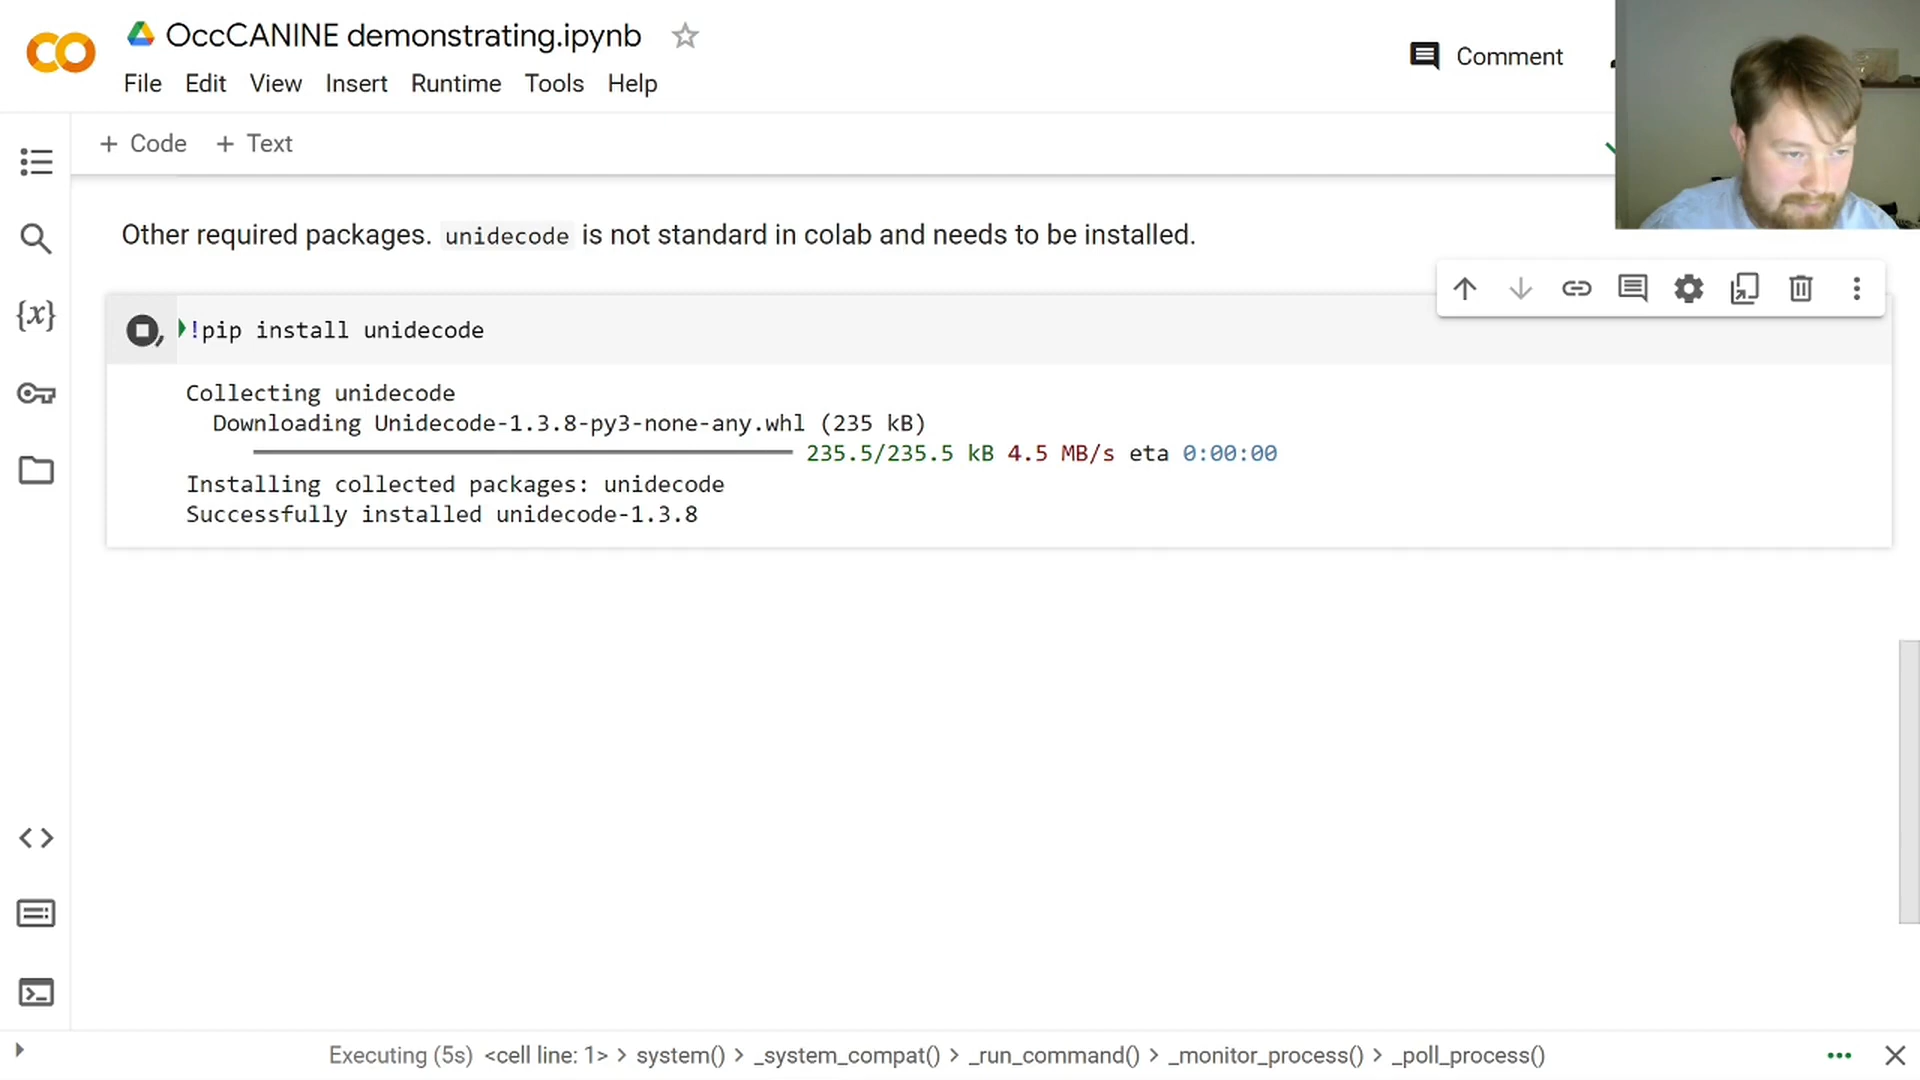 OccCANINE demonstrating.ipynb
File Edit View Insert Runtime Tools Help
Comment
+ Code + Text
Other required packages. unidecode is not standard in colab and needs to be installed.
!pip install unidecode
Collecting unidecode
Downloading Unidecode-1.3.8-py3-none-any.whl (235 kB)
235.5/235.5 kB 4.5 MB/s eta 0:00:00
Installing collected packages: unidecode
Successfully installed unidecode-1.3.8
{x}
Executing (5s) <cell line: 1> > system() > _system_compat() > _run_command() > _monitor_process() > _poll_process()